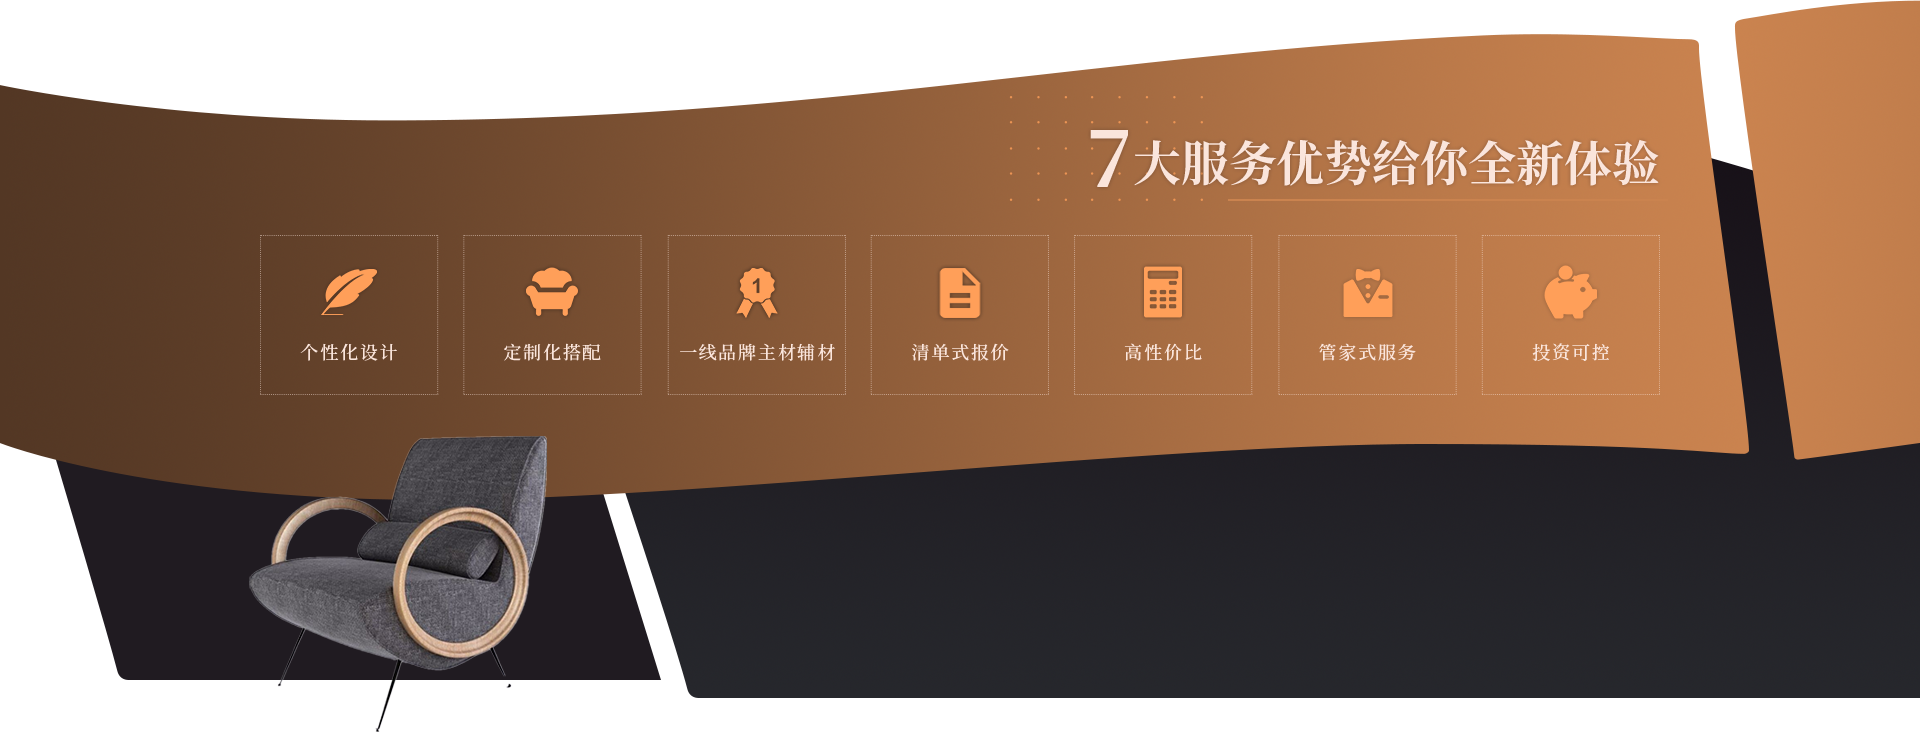 7大服务优势给你全新体验
个性化设计
定制化搭配
1
一线品牌主材辅材
清单式报价
高性价比
管家式服务
投资可控